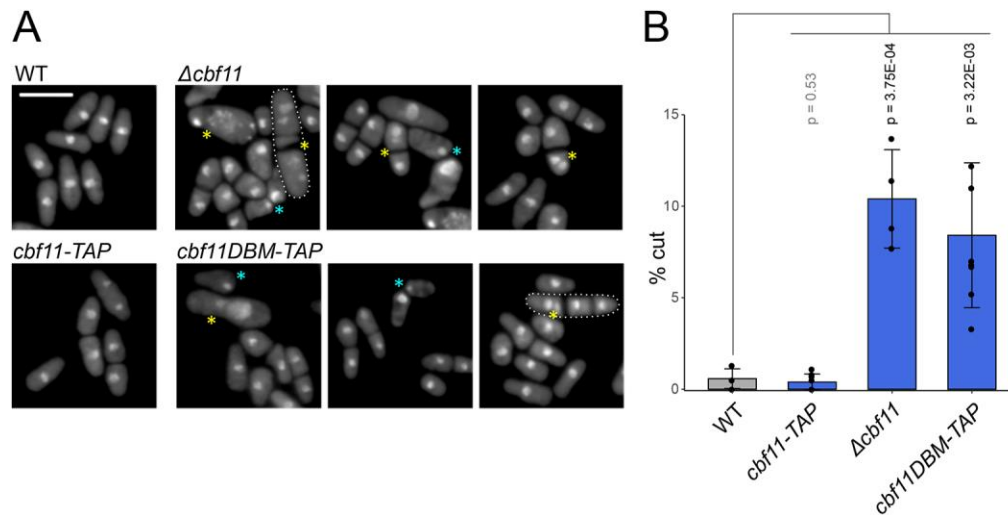 A
WT
Δcbf11
*
*
*
*
*
*
cbf11-TAP
cbf11DBM-TAP
*
*
*
*
B
p = 0.53
p = 3.75E-04
p = 3.22E-03
% cut
15
10
5
0
WT
cbf11-TAP
Δcbf11
cbf11DBM-TAP